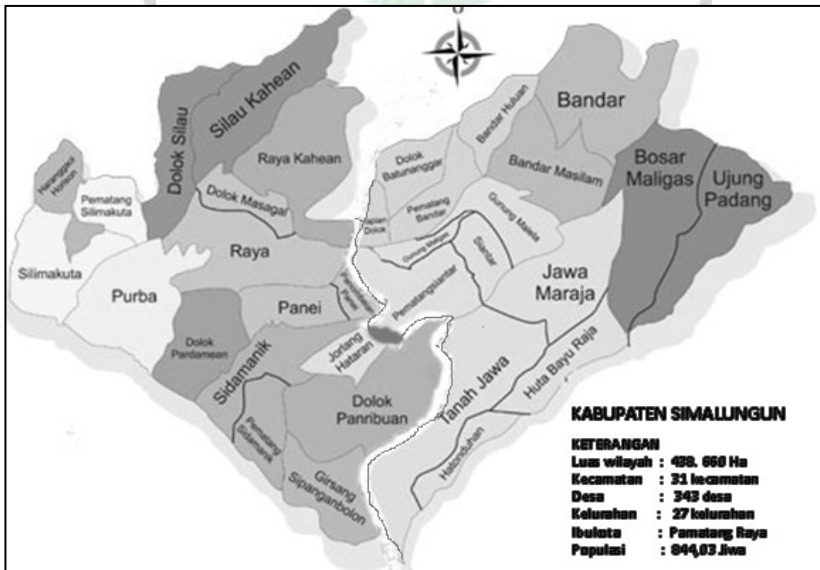 U
Silau Kahean
Dolok Silau
Raya Kahean
Haranggaol
Horison
Pematang
Silimakuta
Dolok Masagal
Silimakuta
Raya
Purba
Panei
Panei
Dolok
Pardamean
Sidamanik
Jorlang
Hataran
Dolok
Panribuan
Pematang
Sidamanik
Girsang
Sipanganbolon
Bandar
Bandar Huluan
Dolok
Batunanggar
Bandar Masilam
Bosar
Maligas
Ujung
Padang
Dolok
Pematang
Bandar
Gunung Malela
Gunung Maligas
Siantar
Pematangsiantar
Jawa
Maraja
Tanah Jawa
Huta Bayu Raja
Hatonduhan
KABUPATEN SIMALUNGUN
KETERANGAN
Luas wilayah : 438. 660 Ha
Kecamatan : 31 kecamatan
Desa : 343 desa
Kelurahan : 27 kelurahan
Ibukota : Pamatang Raya
Populasi : 844,03 Jiwa